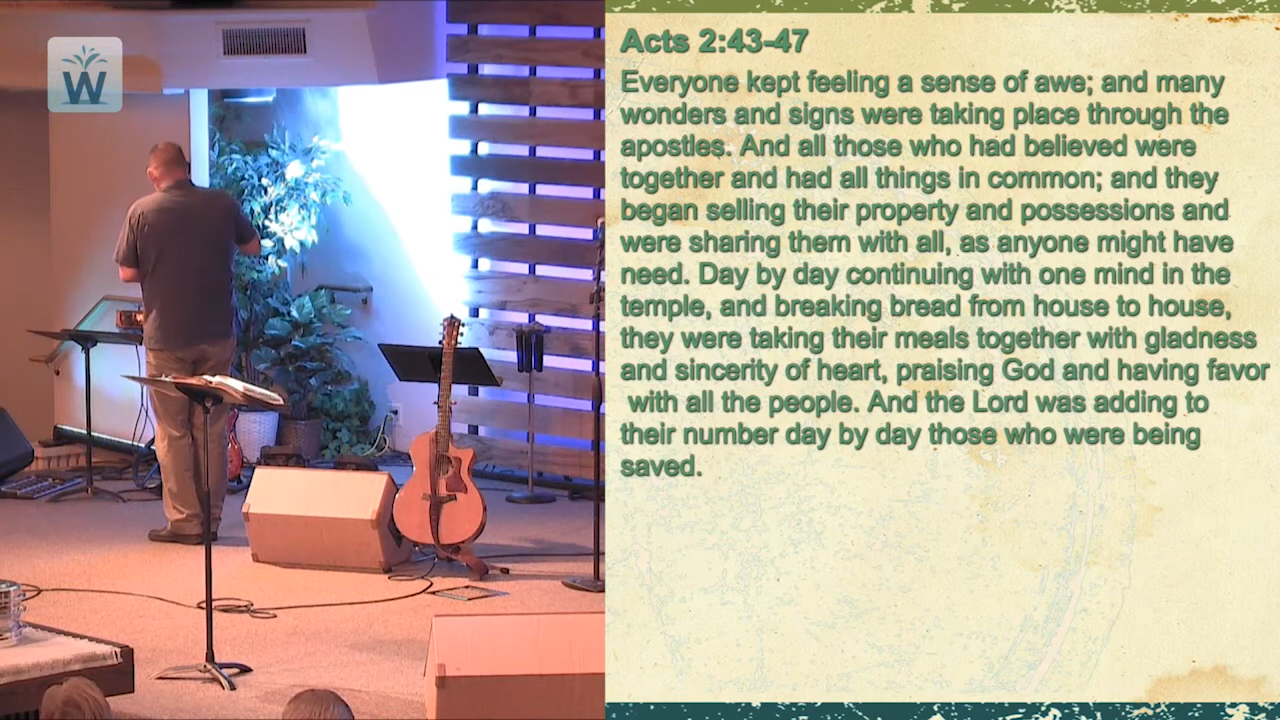 W
Acts 2:43-47
Everyone kept feeling a sense of awe; and many
wonders and signs were taking place through the
apostles. And all those who had believed were
together and had all things in common; and they
began selling their property and possessions and
were sharing them with all, as anyone might have
need. Day by day continuing with one mind in the
temple, and breaking bread from house to house,
they were taking their meals together with gladness
and sincerity of heart, praising God and having favor
with all the people. And the Lord was adding to
their number day by day those who were being
saved.